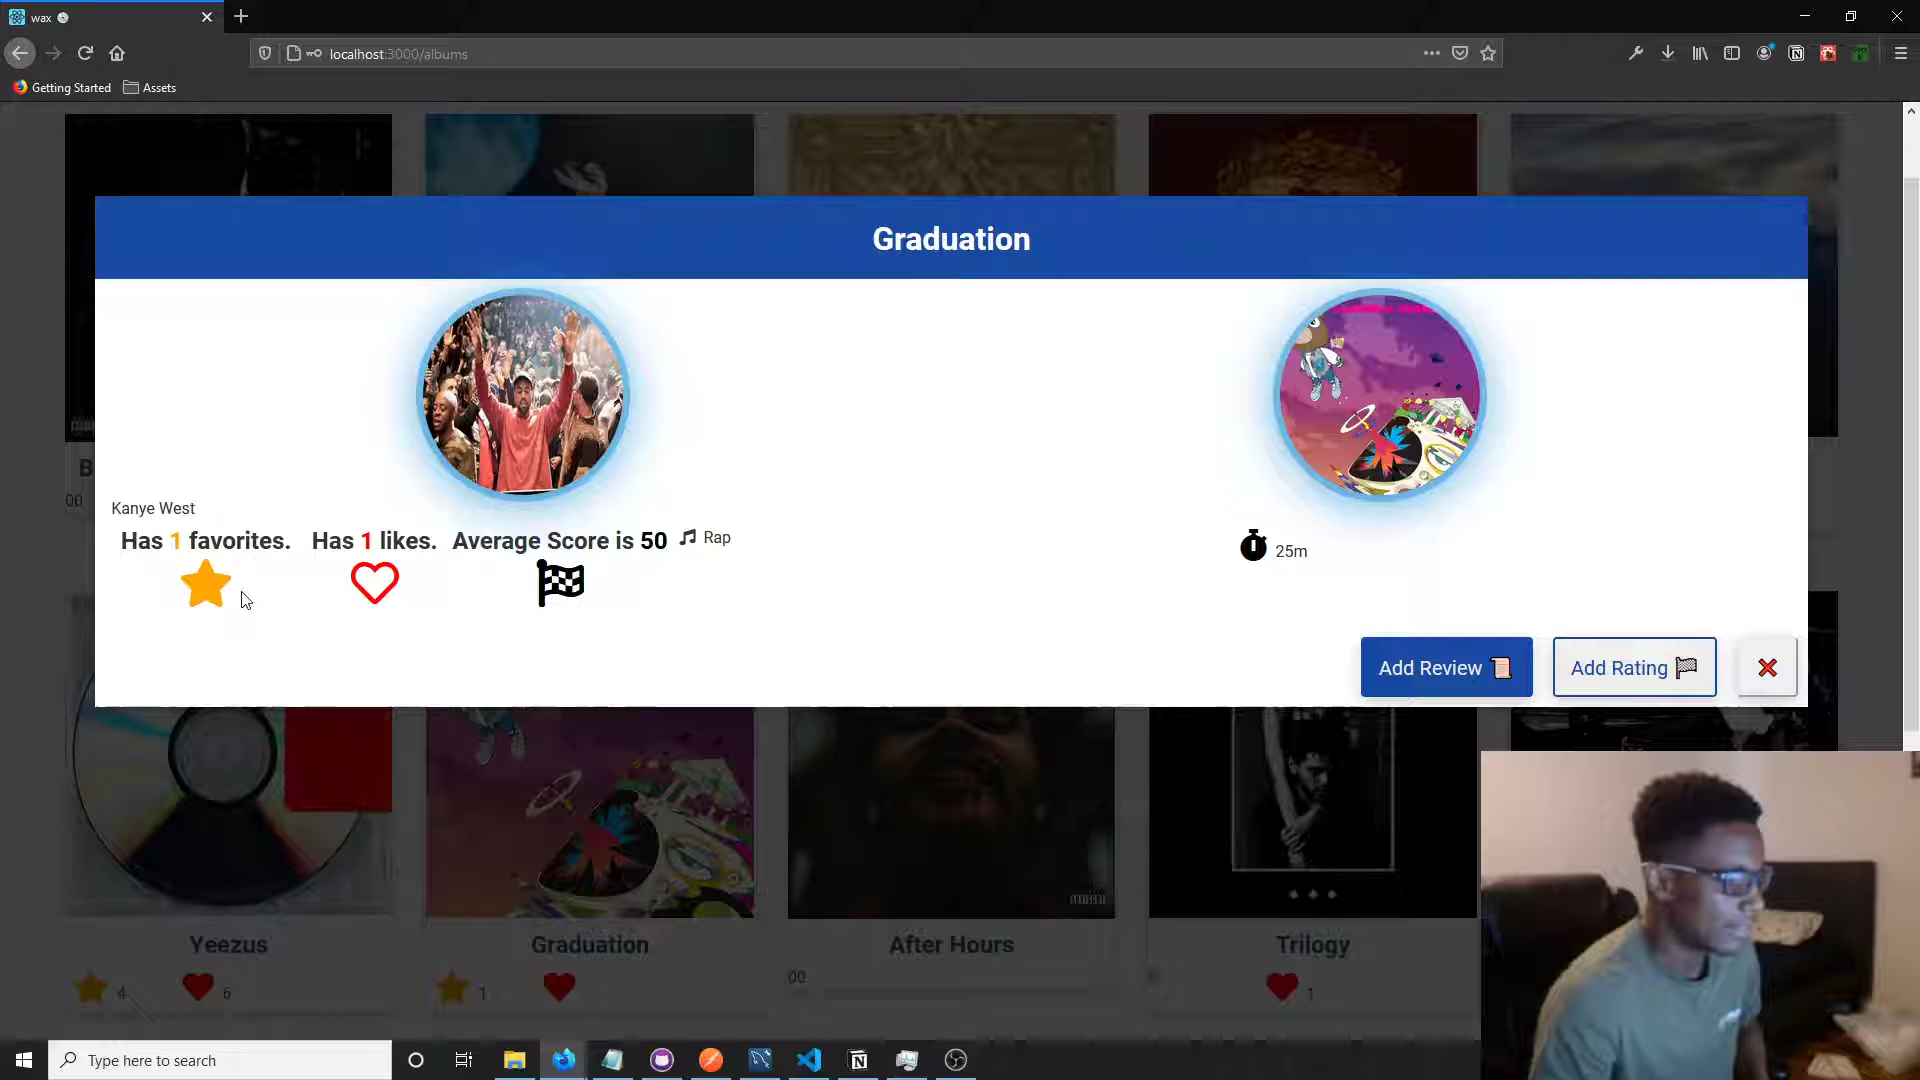 wax
localhost:3000/albums
Getting Started
Assets
Graduation
B
00
Kanye West
Has 1 favorites.
Has 1 likes.
Average Score is 50
Rap
25m
Add Review
Add Rating
Yeezus
4
6
Graduation
1
After Hours
00
Trilogy
1
Type here to search